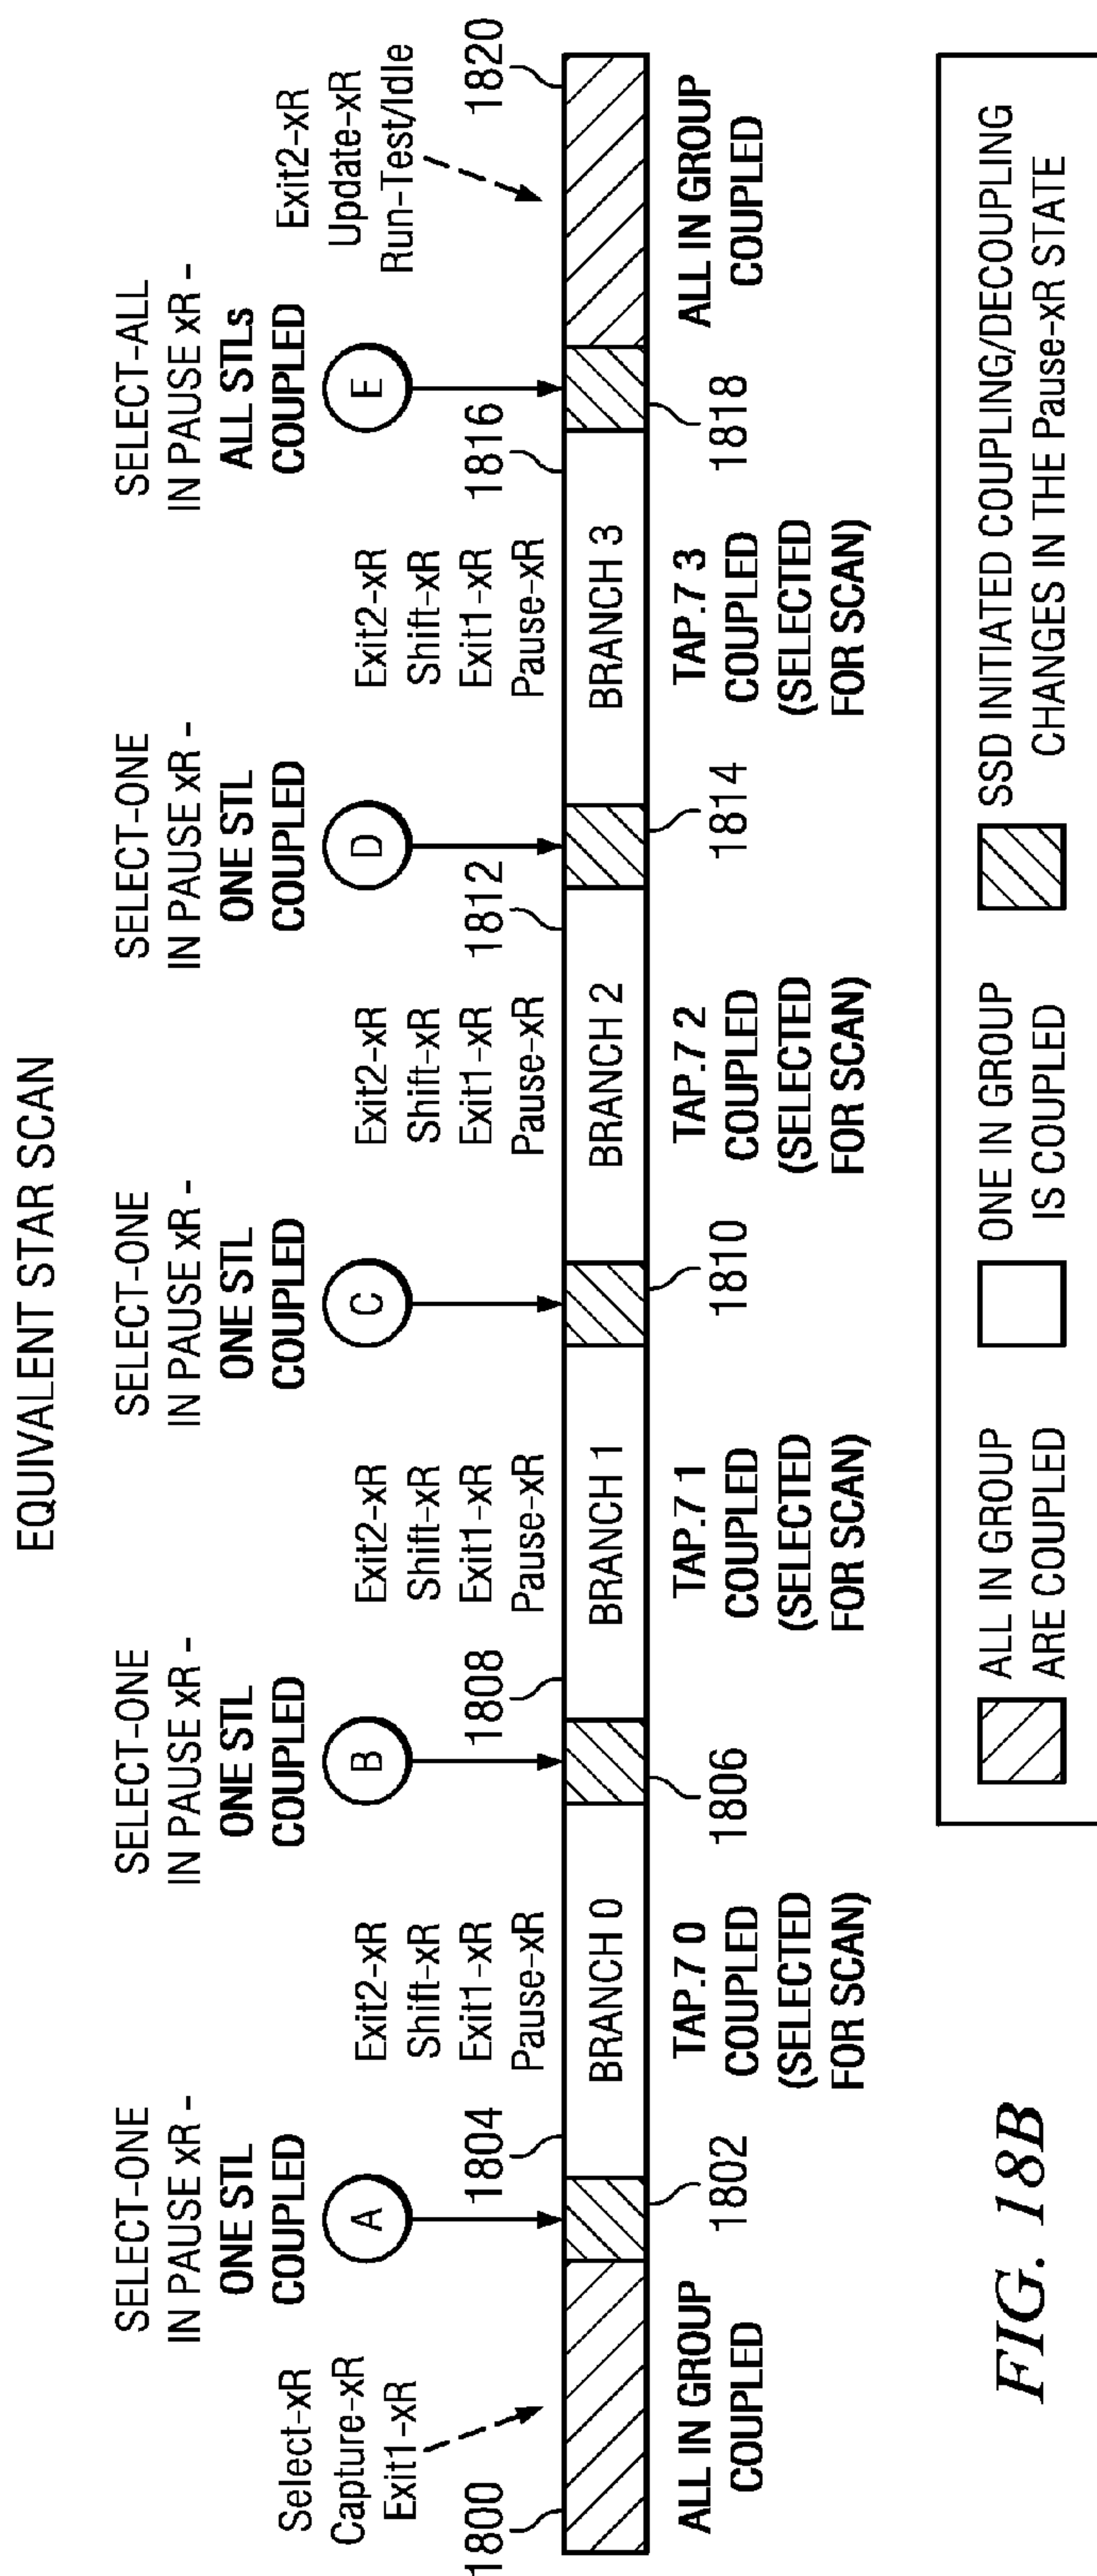 EQUIVALENT STAR SCAN
SELECT-ONE
IN PAUSE xR -
ONE STL
COUPLED
SELECT-ONE
IN PAUSE xR -
ONE STL
COUPLED
SELECT-ONE
IN PAUSE xR -
ONE STL
COUPLED
SELECT-ONE
IN PAUSE xR -
ONE STL
COUPLED
SELECT-ALL
IN PAUSE xR -
ALL STLs
COUPLED
Select-xR
Capture-xR
Exit1-xR
A
Exit2-xR
Shift-xR
Exit1-xR
Pause-xR
B
Exit2-xR
Shift-xR
Exit1-xR
Pause-xR
C
Exit2-xR
Shift-xR
Exit1-xR
Pause-xR
D
Exit2-xR
Shift-xR
Exit1-xR
Pause-xR
E
Exit2-xR
Update-xR
Run-Test/Idle
1800
1804
1808
1812
1816
1820
BRANCH 0
BRANCH 1
BRANCH 2
BRANCH 3
1802
1806
1810
1814
1818
ALL IN GROUP
COUPLED
TAP.7 0
COUPLED
(SELECTED
FOR SCAN)
TAP.7 1
COUPLED
(SELECTED
FOR SCAN)
TAP.7 2
COUPLED
(SELECTED
FOR SCAN)
TAP.7 3
COUPLED
(SELECTED
FOR SCAN)
ALL IN GROUP
COUPLED
ALL IN GROUP
ARE COUPLED
ONE IN GROUP
IS COUPLED
SSD INITIATED COUPLING/DECOUPLING
CHANGES IN THE Pause-xR STATE
FIG. 18B